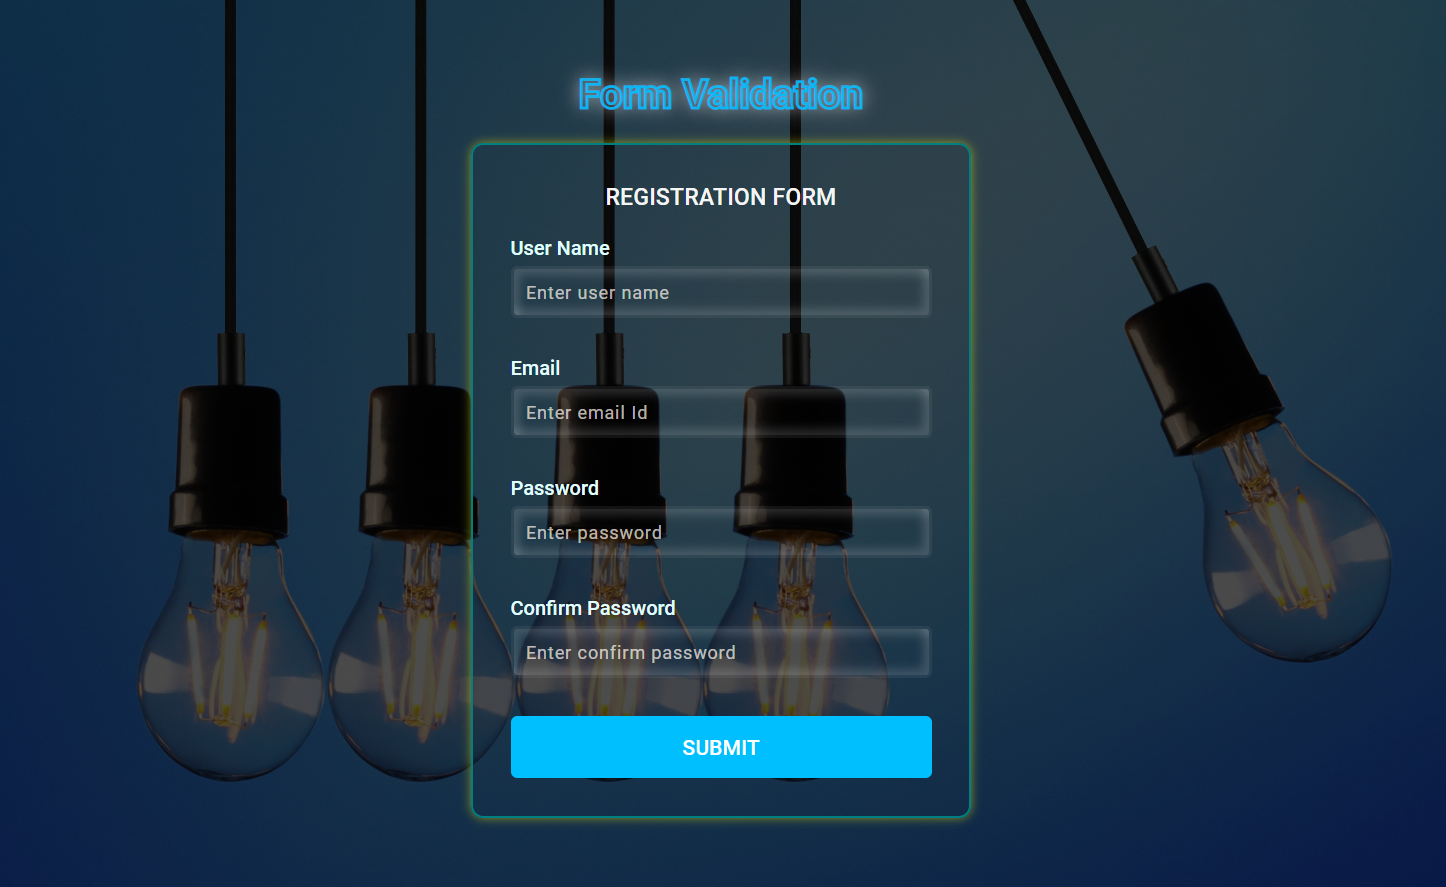 Form Validation
REGISTRATION FORM
User Name
Enter user name
Email
Enter email Id
Password
Enter password
Confirm Password
Enter confirm password
SUBMIT